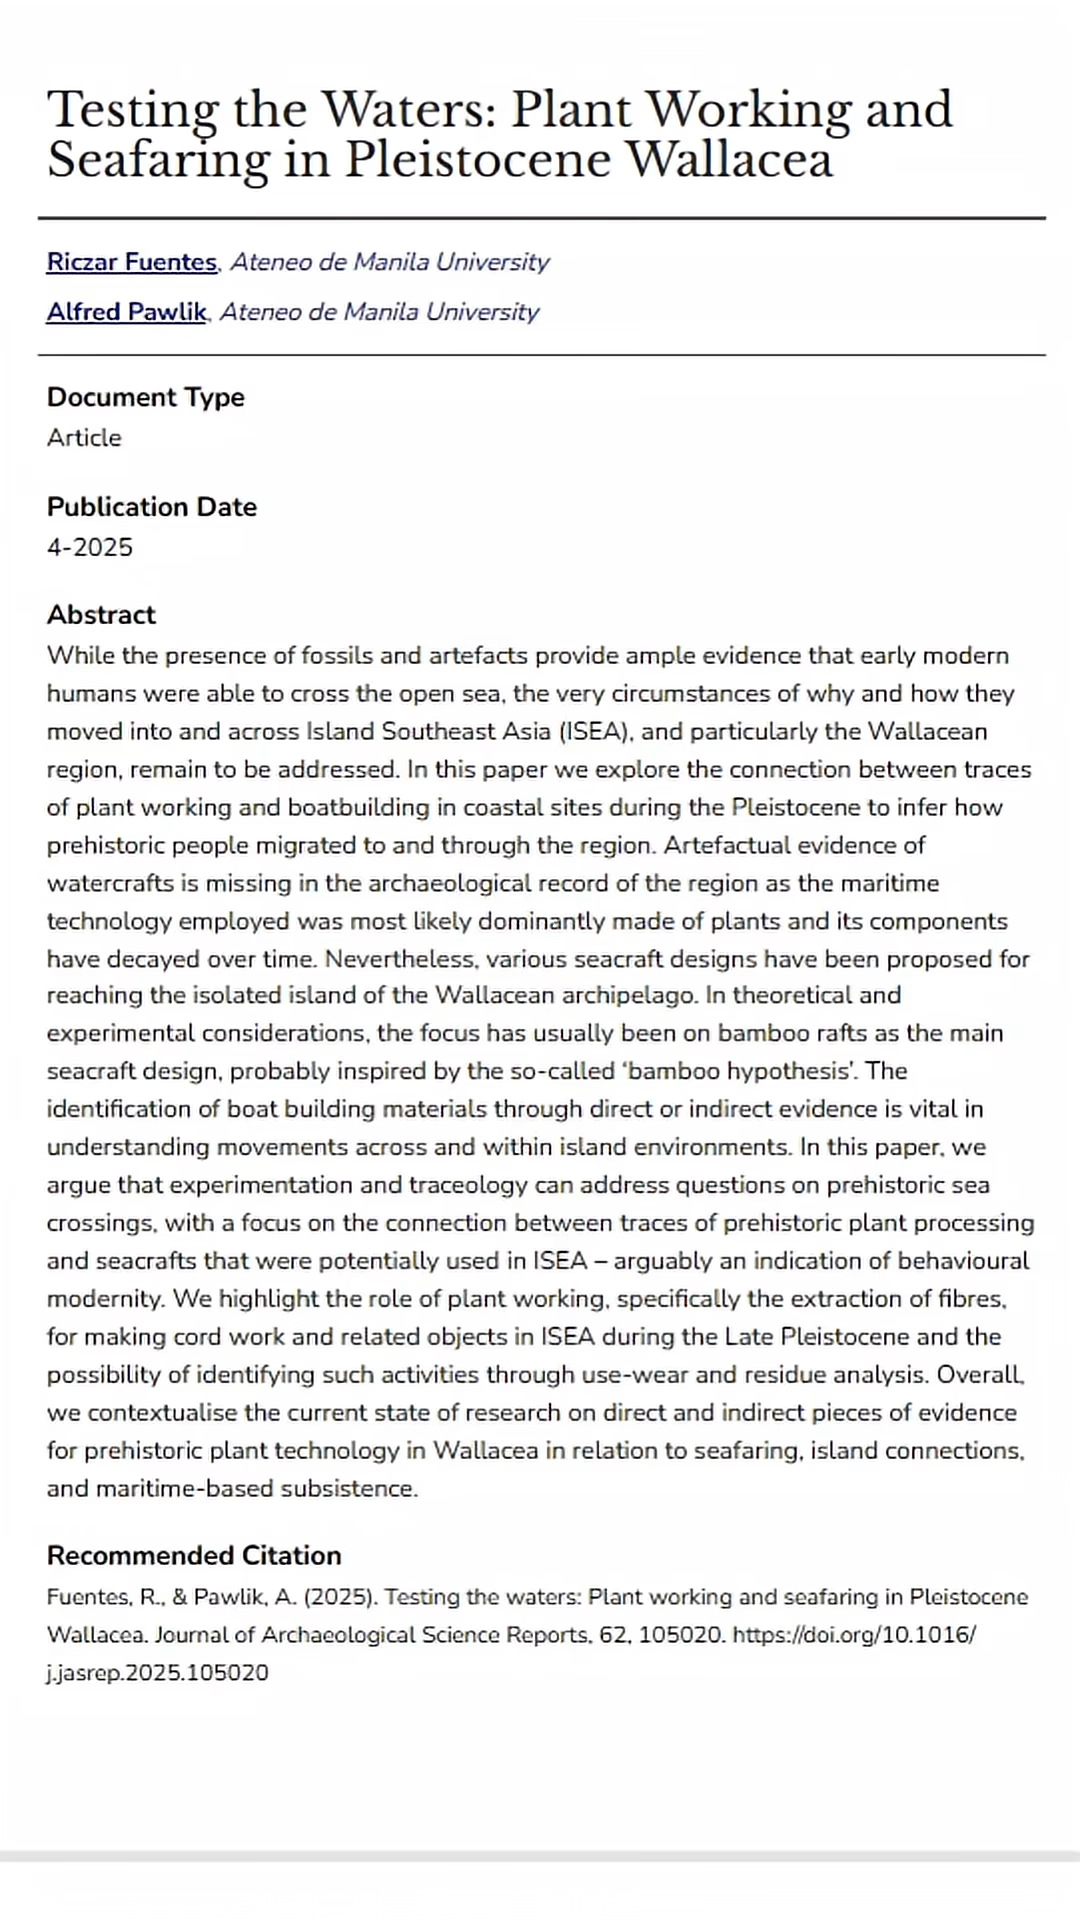 Testing the Waters: Plant Working and
Seafaring in Pleistocene Wallacea
Riczar Fuentes, Ateneo de Manila University
Alfred Pawlik, Ateneo de Manila University
Document Type
Article
Publication Date
4-2025
Abstract
While the presence of fossils and artefacts provide ample evidence that early modern
humans were able to cross the open sea, the very circumstances of why and how they
moved into and across Island Southeast Asia (ISEA), and particularly the Wallacean
region, remain to be addressed. In this paper we explore the connection between traces
of plant working and boatbuilding in coastal sites during the Pleistocene to infer how
prehistoric people migrated to and through the region. Artefactual evidence of
watercrafts is missing in the archaeological record of the region as the maritime
technology employed was most likely dominantly made of plants and its components
have decayed over time. Nevertheless, various seacraft designs have been proposed for
reaching the isolated island of the Wallacean archipelago. In theoretical and
experimental considerations, the focus has usually been on bamboo rafts as the main
seacraft design, probably inspired by the so-called ‘bamboo hypothesis’. The
identification of boat building materials through direct or indirect evidence is vital in
understanding movements across and within island environments. In this paper, we
argue that experimentation and traceology can address questions on prehistoric sea
crossings, with a focus on the connection between traces of prehistoric plant processing
and seacrafts that were potentially used in ISEA – arguably an indication of behavioural
modernity. We highlight the role of plant working, specifically the extraction of fibres,
for making cord work and related objects in ISEA during the Late Pleistocene and the
possibility of identifying such activities through use-wear and residue analysis. Overall,
we contextualise the current state of research on direct and indirect pieces of evidence
for prehistoric plant technology in Wallacea in relation to seafaring, island connections,
and maritime-based subsistence.
Recommended Citation
Fuentes, R., & Pawlik, A. (2025). Testing the waters: Plant working and seafaring in Pleistocene
Wallacea. Journal of Archaeological Science Reports, 62, 105020. https://doi.org/10.1016/
j.jasrep.2025.105020